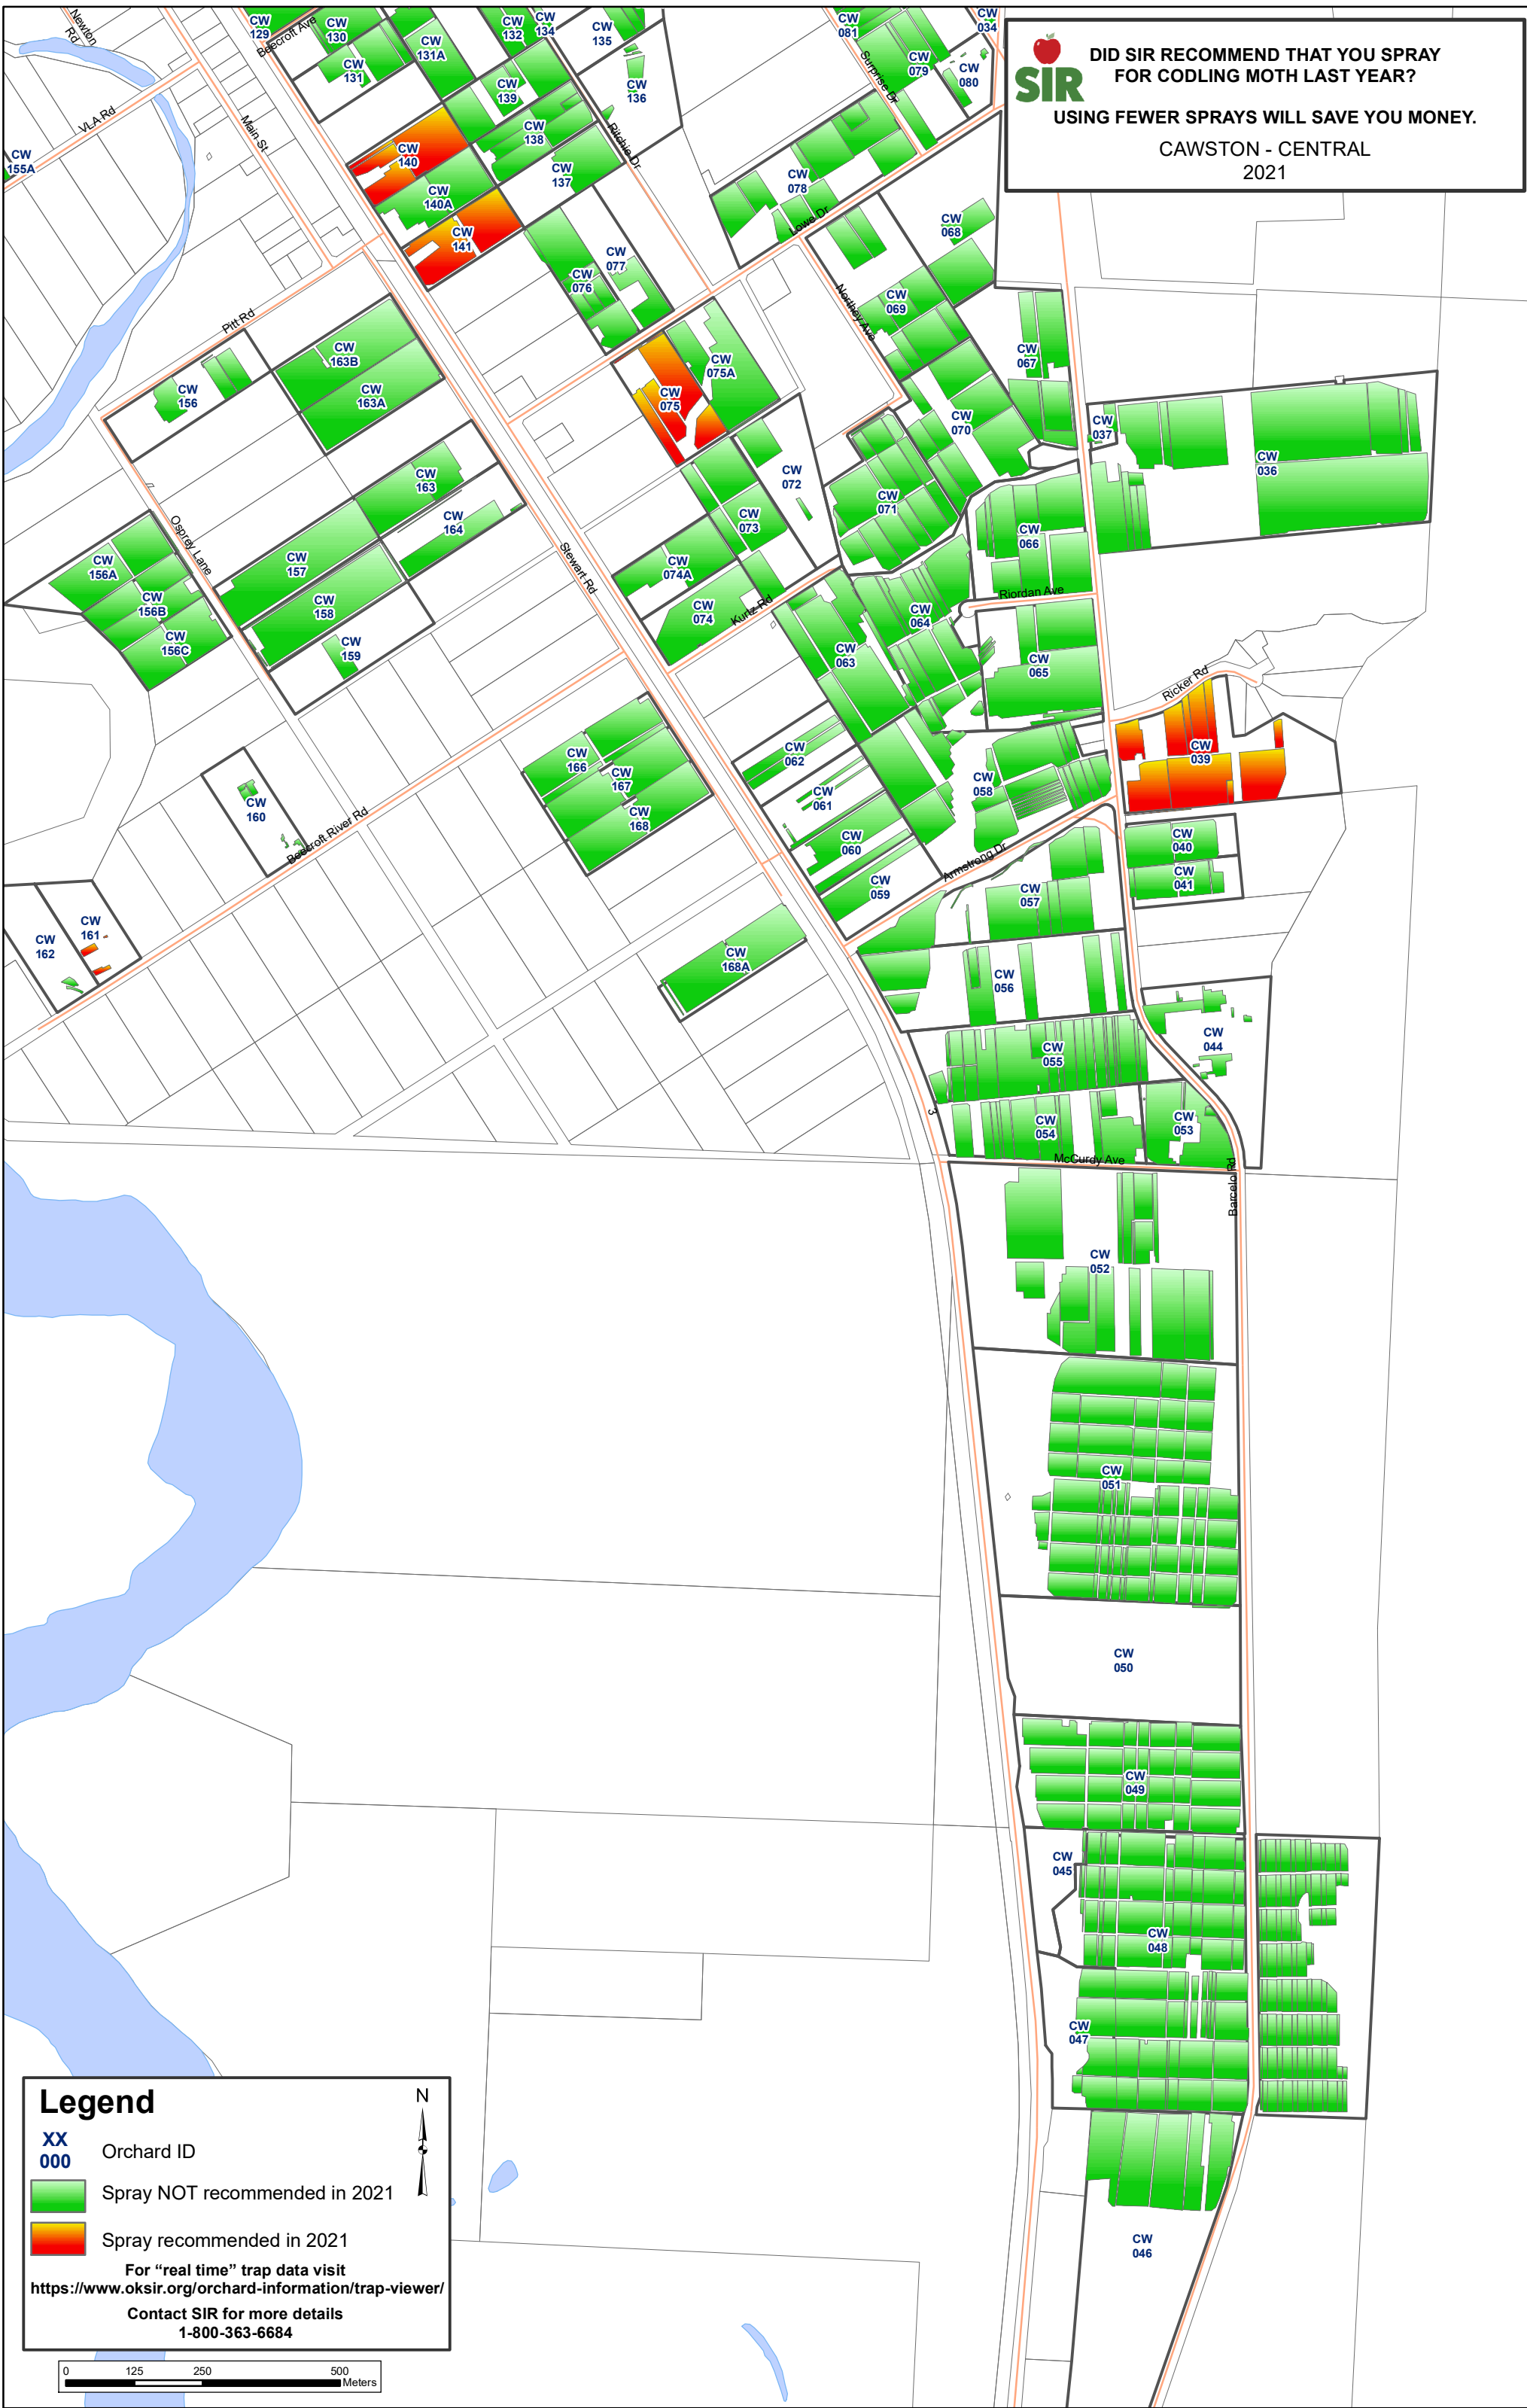 DID SIR RECOMMEND THAT YOU SPRAY
FOR CODLING MOTH LAST YEAR?
SIR
USING FEWER SPRAYS WILL SAVE YOU MONEY.
CAWSTON - CENTRAL
2021
Newton
Rd
CW
129
Beecroft Ave
CW
130
CW
131
CW
131A
CW
132
CW
134
CW
135
CW
136
CW
081
Surprise Dr
CW
079
CW
080
CW
034
VLA Rd
Main St
CW
155A
CW
139
CW
138
CW
137
Ritchie Dr
CW
140
CW
140A
CW
141
CW
078
Lowe Dr
CW
068
CW
077
CW
076
CW
069
Northey Ave
CW
067
Pitt Rd
CW
163B
CW
163A
CW
156
CW
075A
CW
075
CW
070
CW
037
CW
036
CW
163
CW
164
CW
072
CW
073
CW
071
CW
066
Osprey Lane
CW
157
CW
158
CW
159
CW
156A
CW
156B
CW
156C
Stewart Rd
CW
074A
CW
074
Kurtz Rd
CW
064
CW
063
Riordan Ave
CW
065
Ricker Rd
CW
039
CW
166
CW
167
CW
168
CW
062
CW
061
CW
060
CW
059
CW
058
Armstrong Dr
CW
057
CW
040
CW
041
CW
160
Beecroft River Rd
CW
161
CW
162
CW
168A
CW
056
CW
044
CW
055
CW
054
CW
053
3
McCurdy Ave
Barcelo Rd
CW
052
CW
051
CW
050
CW
049
CW
045
CW
048
CW
047
CW
046
Legend
N
XX
000
Orchard ID
Spray NOT recommended in 2021
Spray recommended in 2021
For “real time” trap data visit
https://www.oksir.org/orchard-information/trap-viewer/
Contact SIR for more details
1-800-363-6684
0 125 250 500
Meters